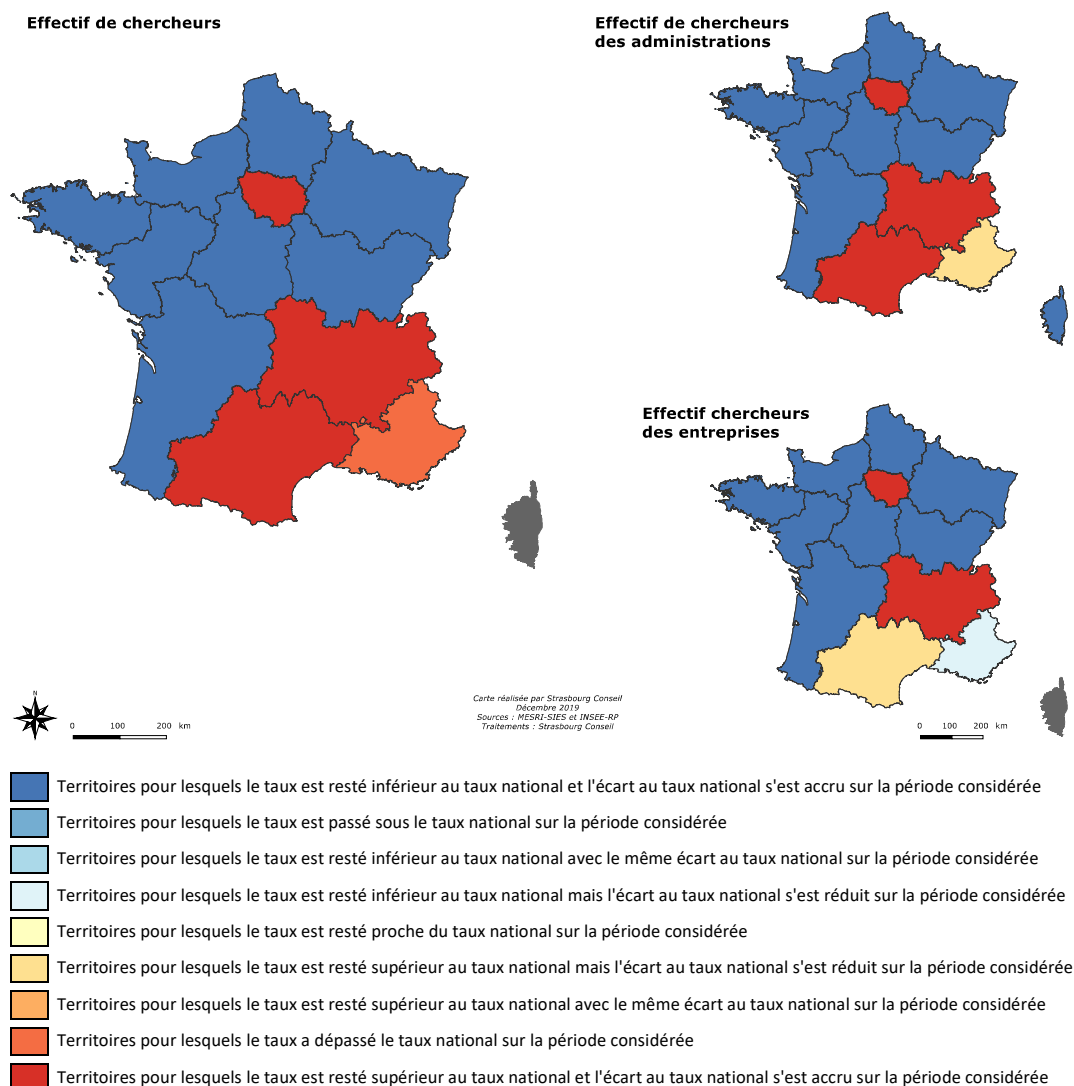 Effectif de chercheurs
Effectif de chercheurs
des administrations
Effectif chercheurs
des entreprises
N
0 100 200 km
Carte réalisée par Strasbourg Conseil
Décembre 2019
Sources : MESRI-SIES et INSEE-RP
Traitements : Strasbourg Conseil
0 100 200 km
Territoires pour lesquels le taux est resté inférieur au taux national et l'écart au taux national s'est accru sur la période considérée
Territoires pour lesquels le taux est passé sous le taux national sur la période considérée
Territoires pour lesquels le taux est resté inférieur au taux national avec le même écart au taux national sur la période considérée
Territoires pour lesquels le taux est resté inférieur au taux national mais l'écart au taux national s'est réduit sur la période considérée
Territoires pour lesquels le taux est resté proche du taux national sur la période considérée
Territoires pour lesquels le taux est resté supérieur au taux national mais l'écart au taux national s'est réduit sur la période considérée
Territoires pour lesquels le taux est resté supérieur au taux national avec le même écart au taux national sur la période considérée
Territoires pour lesquels le taux a dépassé le taux national sur la période considérée
Territoires pour lesquels le taux est resté supérieur au taux national et l'écart au taux national s'est accru sur la période considérée